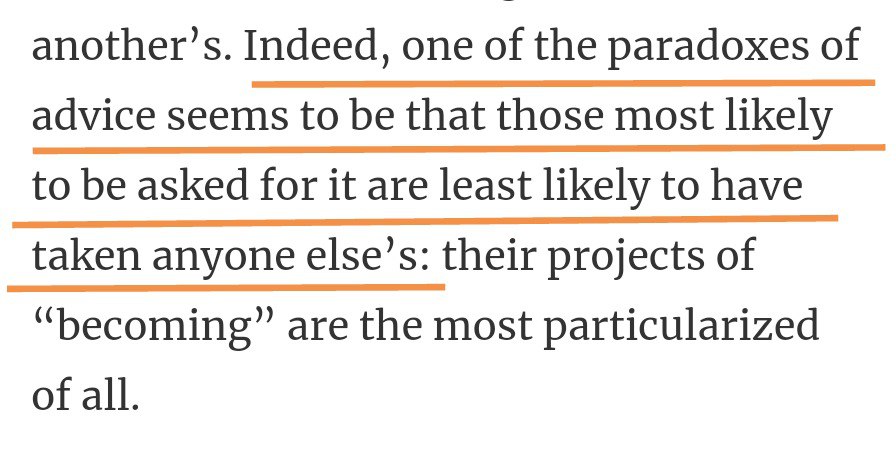 another’s. Indeed, one of the paradoxes of
advice seems to be that those most likely
to be asked for it are least likely to have
taken anyone else’s: their projects of
“becoming” are the most particularized
of all.